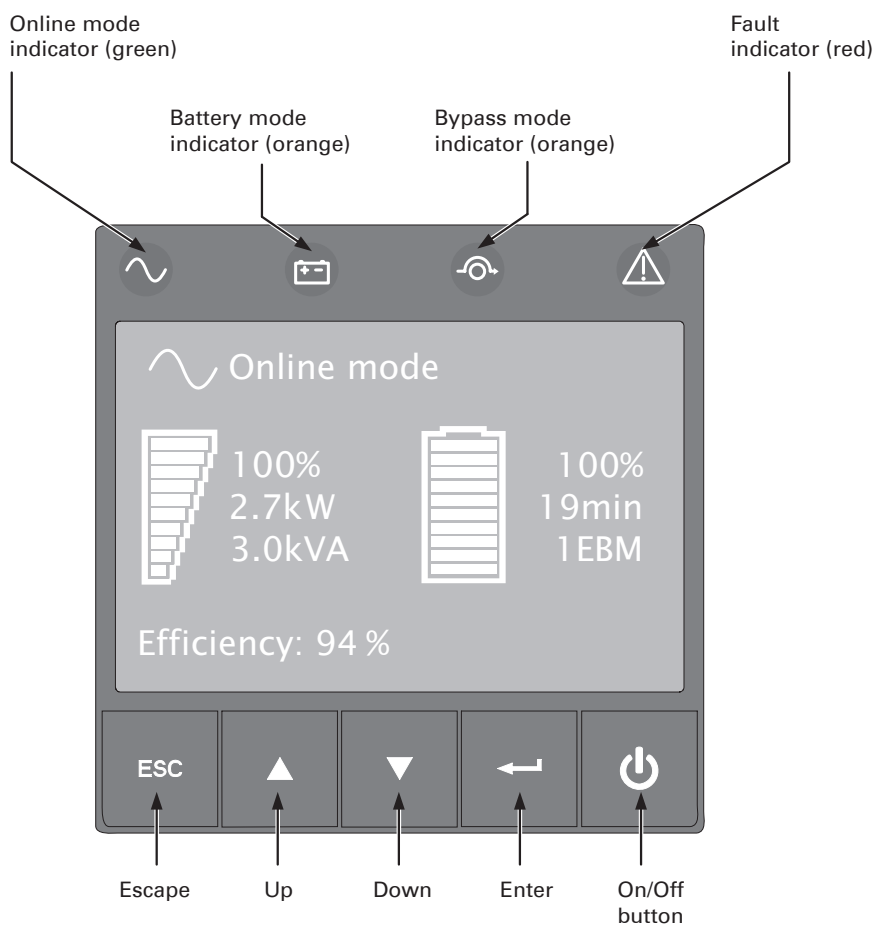 Online mode
indicator (green)
Fault
indicator (red)
Battery mode
indicator (orange)
Bypass mode
indicator (orange)
Online mode
100%
2.7kW
3.0kVA
100%
19min
1EBM
Efficiency: 94 %
ESC
Escape
Up
Down
Enter
On/Off
button